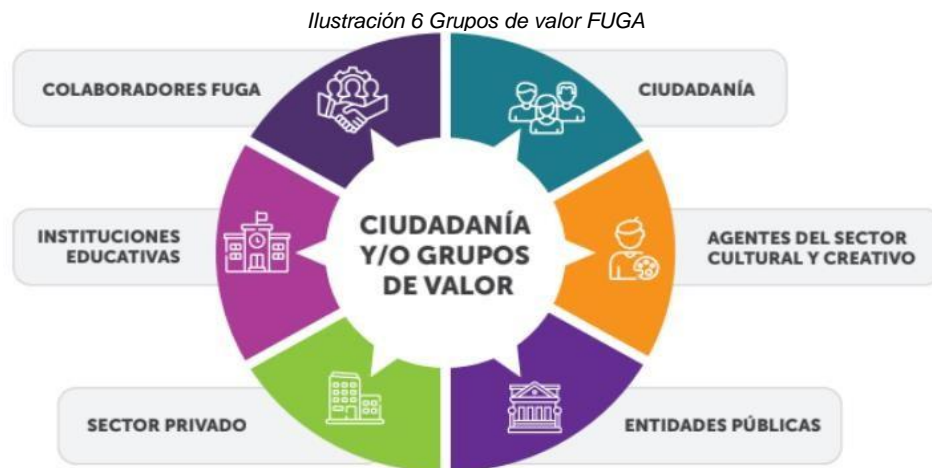 Ilustración 6 Grupos de valor FUGA
COLABORADORES FUGA
CIUDADANÍA
INSTITUCIONES
EDUCATIVAS
CIUDADANÍA
Y/O GRUPOS
DE VALOR
AGENTES DEL SECTOR
CULTURAL Y CREATIVO
SECTOR PRIVADO
ENTIDADES PÚBLICAS